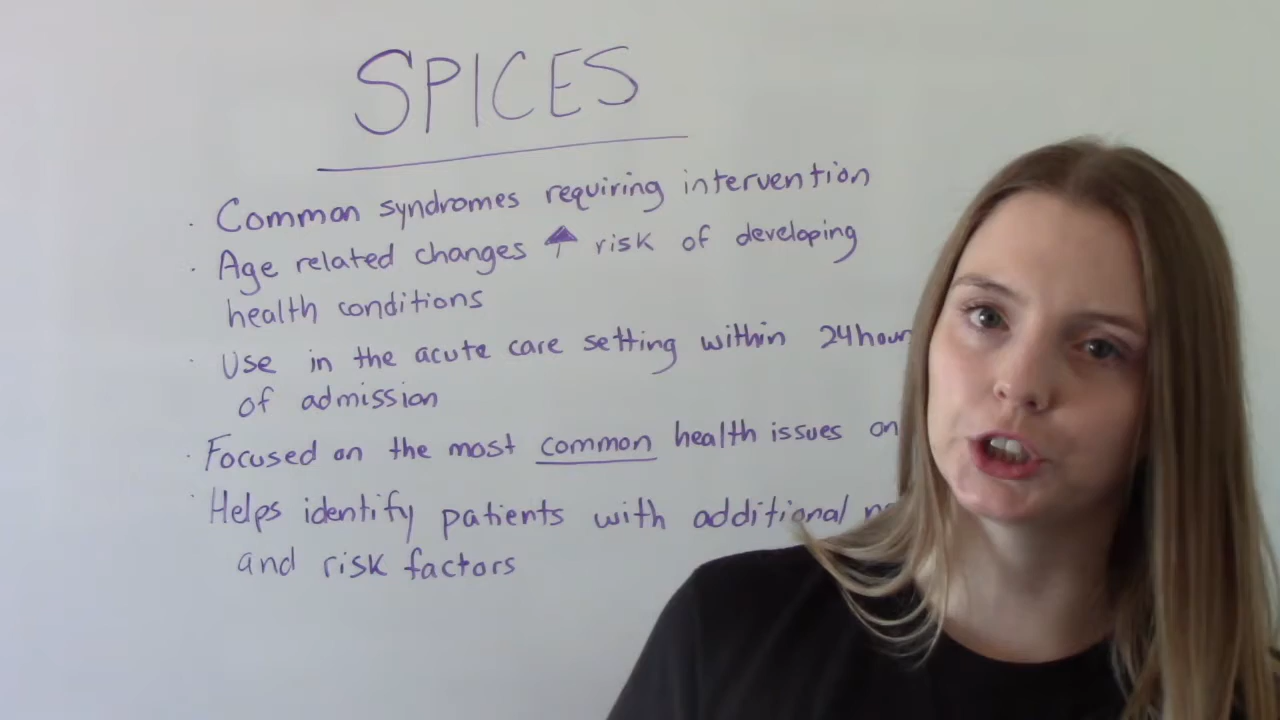 SPICES
· Common syndromes requiring intervention
· Age related changes ↑ risk of developing
health conditions
· Use in the acute care setting within 24hour
of admission
· Focused on the most common health issues
· Helps identify patients with additional
and risk factors